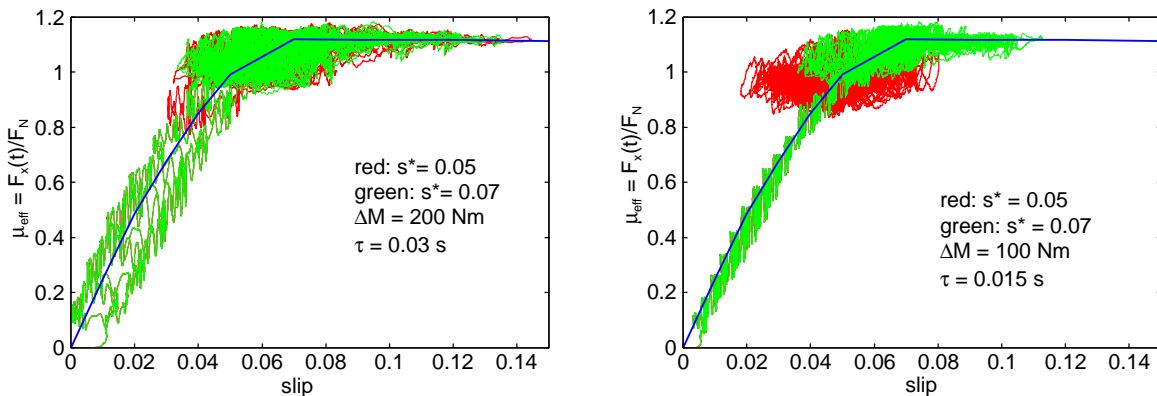 1.2
1
0.8
0.6
0.4
0.2
0
μeff = Fx(t)/FN
red: s*= 0.05
green: s*= 0.07
ΔM = 200 Nm
τ = 0.03 s
0 0.02 0.04 0.06 0.08 0.1 0.12 0.14
slip
1.2
1
0.8
0.6
0.4
0.2
0
μeff = Fx(t)/FN
red: s* = 0.05
green: s* = 0.07
ΔM = 100 Nm
τ = 0.015 s
0 0.02 0.04 0.06 0.08 0.1 0.12 0.14
slip